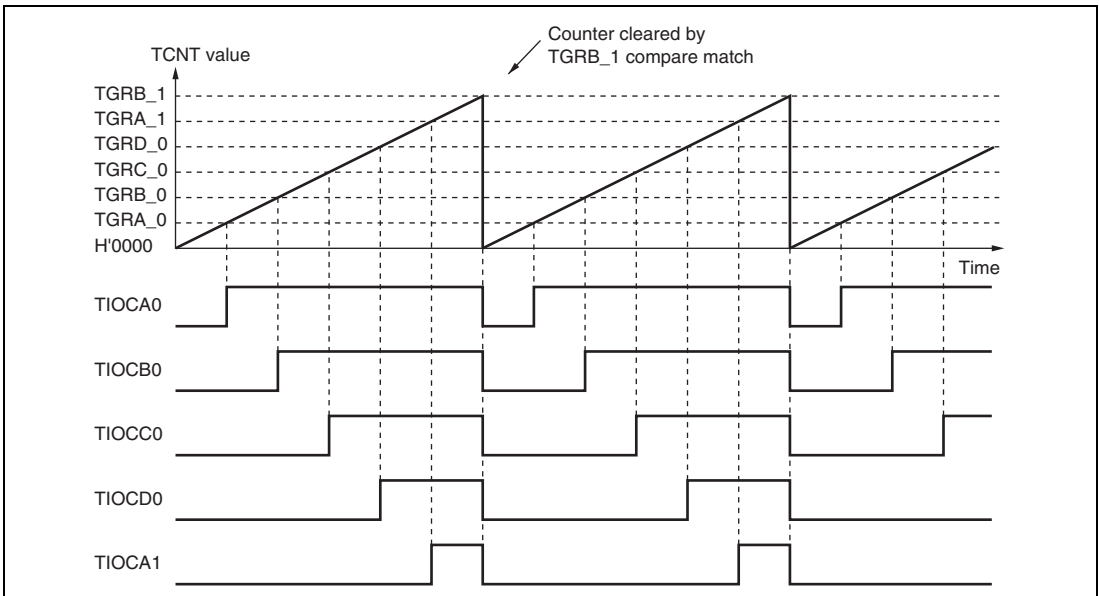 Counter cleared by
TGRB_1 compare match
TCNT value
TGRB_1
TGRA_1
TGRD_0
TGRC_0
TGRB_0
TGRA_0
H'0000
Time
TIOCA0
TIOCB0
TIOCC0
TIOCD0
TIOCA1